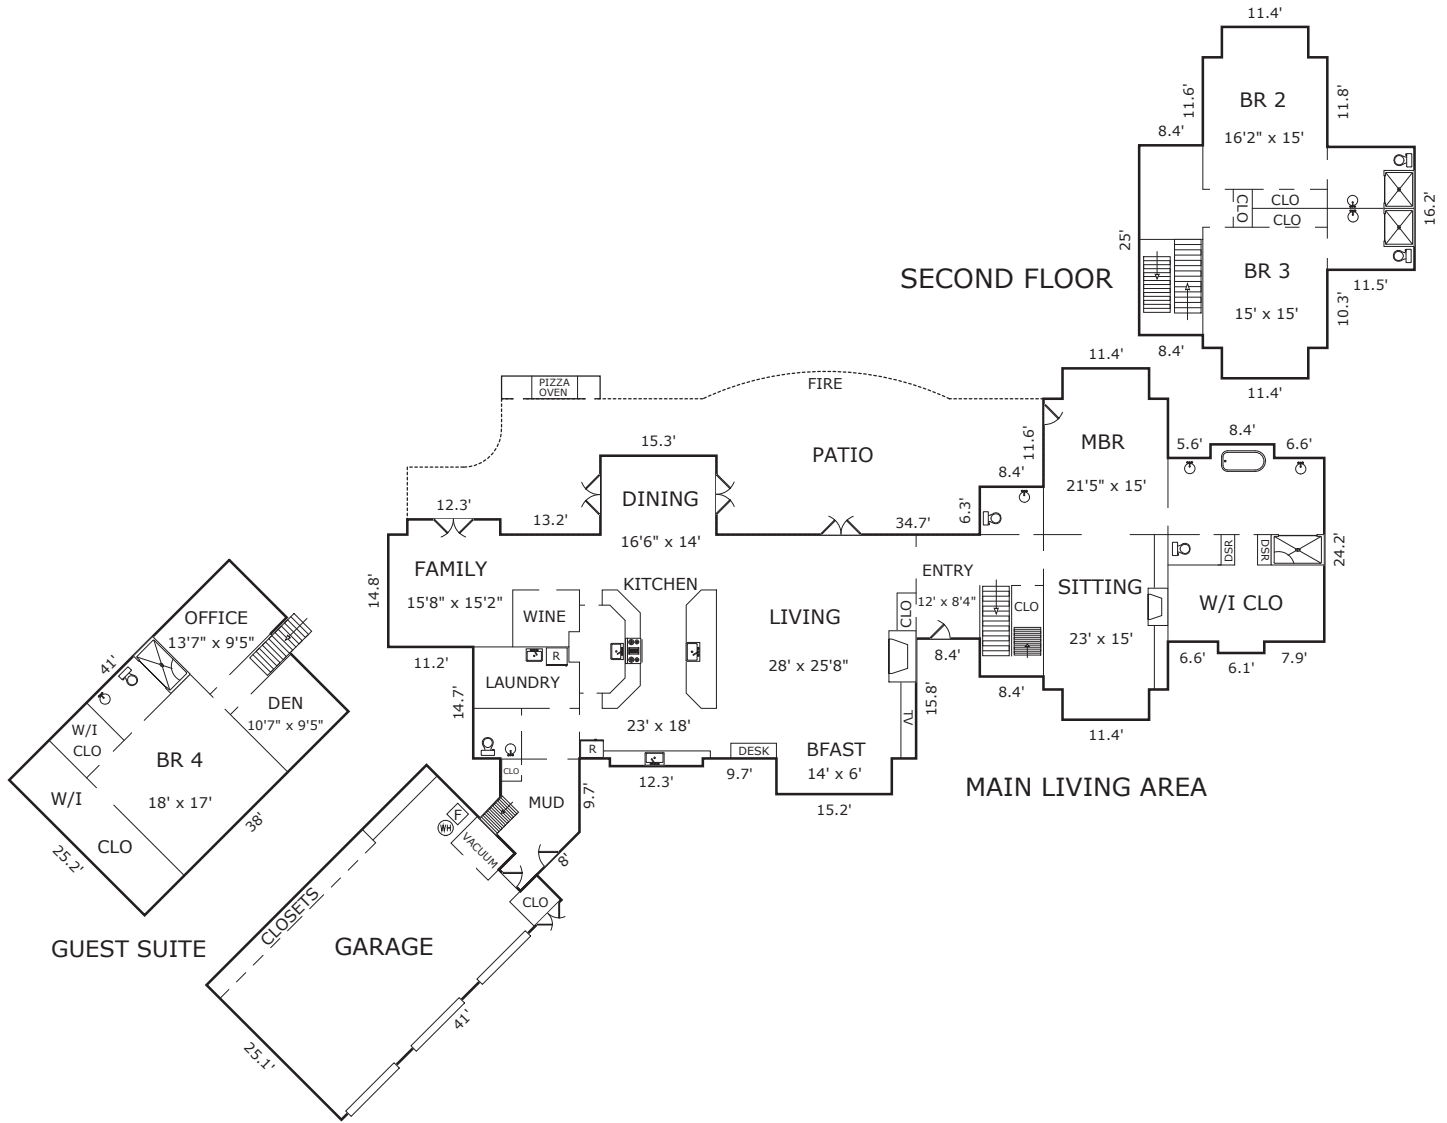 11.4'
11.6'
BR 2
11.8'
16'2" x 15'
8.4'
CLO
CLO
CLO
16.2'
25'
SECOND FLOOR
BR 3
11.5'
15' x 15'
10.3'
8.4'
11.4'
11.4'
PIZZA
OVEN
FIRE
15.3'
PATIO
11.6'
MBR
5.6'
8.4'
6.6'
8.4'
21'5" x 15'
12.3'
13.2'
DINING
34.7'
6.3'
16'6" x 14'
DSR
DSR
24.2'
14.8'
FAMILY
15'8" x 15'2"
KITCHEN
ENTRY
12' x 8'4"
CLO
SITTING
W/I CLO
WINE
LIVING
CLO
23' x 15'
OFFICE
13'7" x 9'5"
R
28' x 25'8"
8.4'
6.6'
6.1'
7.9'
11.2'
LAUNDRY
14.7'
8.4'
41'
DEN
10'7" x 9'5"
W/I
CLO
23' x 18'
TV
15.8'
11.4'
BR 4
R
DESK
BFAST
14' x 6'
CLO
12.3'
9.7'
MAIN LIVING AREA
W/I
18' x 17'
MUD
9.7'
15.2'
38'
F
WH
VACUUM
CLO
25.2'
8'
CLO
CLOSETS
GUEST SUITE
GARAGE
41'
25.1'